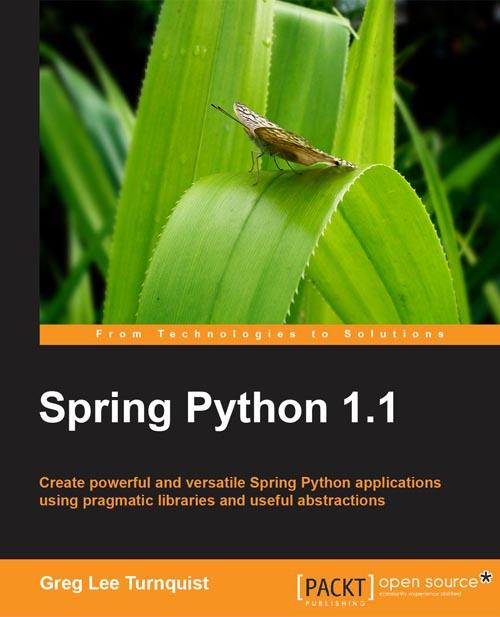 From Technologies to Solutions
Spring Python 1.1
Create powerful and versatile Spring Python applications
using pragmatic libraries and useful abstractions
Greg Lee Turnquist
[PACKT] open source*
PUBLISHING community experience distilled